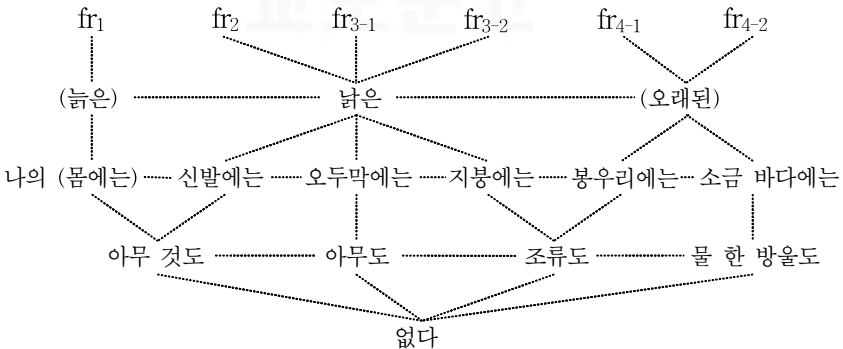 fr1 fr2 fr3-1 fr3-2 fr4-1 fr4-2
(늙은) 낡은 (오래된)
나의 (몸에는) 신발에는 오두막에는 지붕에는 봉우리에는 소금 바다에는
아무 것도 아무도 조류도 물 한 방울도
없다